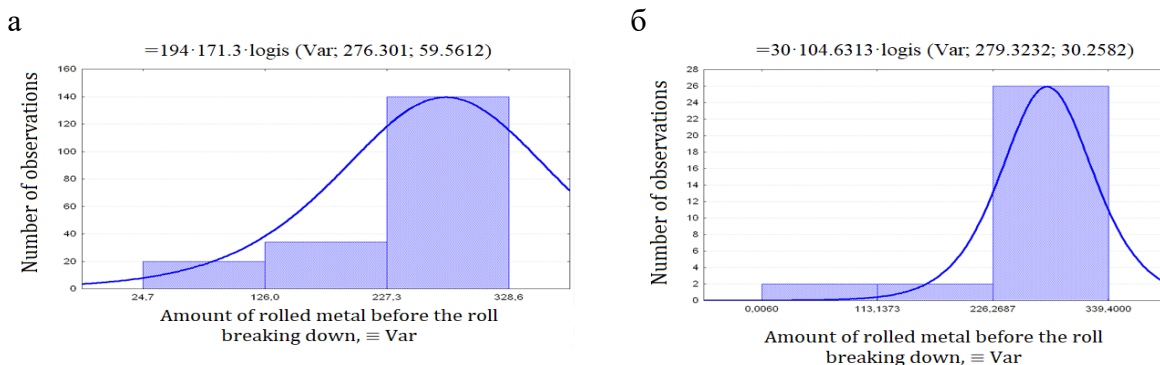 а
=194·171.3·logis (Var; 276.301; 59.5612)
160
140
120
100
80
60
40
20
0
Number of observations
24,7 126,0 227,3 328,6
Amount of rolled metal before the roll
breaking down, ≡ Var
б
=30·104.6313·logis (Var; 279.3232; 30.2582)
28
26
24
22
20
18
16
14
12
10
8
6
4
2
0
Number of observations
0,0060 113,1373 226,2687 339,4000
Amount of rolled metal before the roll
breaking down, ≡ Var